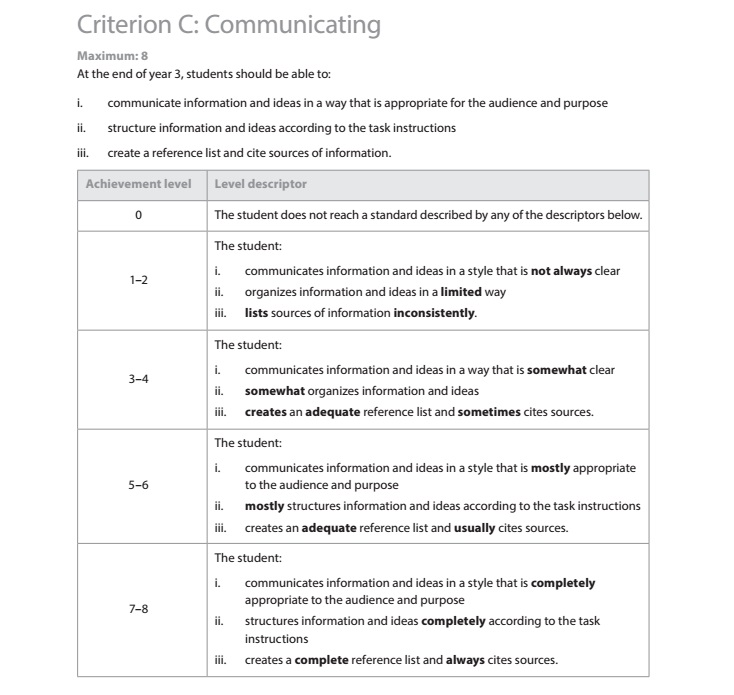 Criterion C: Communicating
Maximum: 8
At the end of year 3, students should be able to:
i. communicate information and ideas in a way that is appropriate for the audience and purpose
ii. structure information and ideas according to the task instructions
iii. create a reference list and cite sources of information.
Achievement level Level descriptor
0 The student does not reach a standard described by any of the descriptors below.
1–2
The student:
i. communicates information and ideas in a style that is not always clear
ii. organizes information and ideas in a limited way
iii. lists sources of information inconsistently.
3–4
The student:
i. communicates information and ideas in a way that is somewhat clear
ii. somewhat organizes information and ideas
iii. creates an adequate reference list and sometimes cites sources.
5–6
The student:
i. communicates information and ideas in a style that is mostly appropriate
to the audience and purpose
ii. mostly structures information and ideas according to the task instructions
iii. creates an adequate reference list and usually cites sources.
7–8
The student:
i. communicates information and ideas in a style that is completely
appropriate to the audience and purpose
ii. structures information and ideas completely according to the task
instructions
iii. creates a complete reference list and always cites sources.